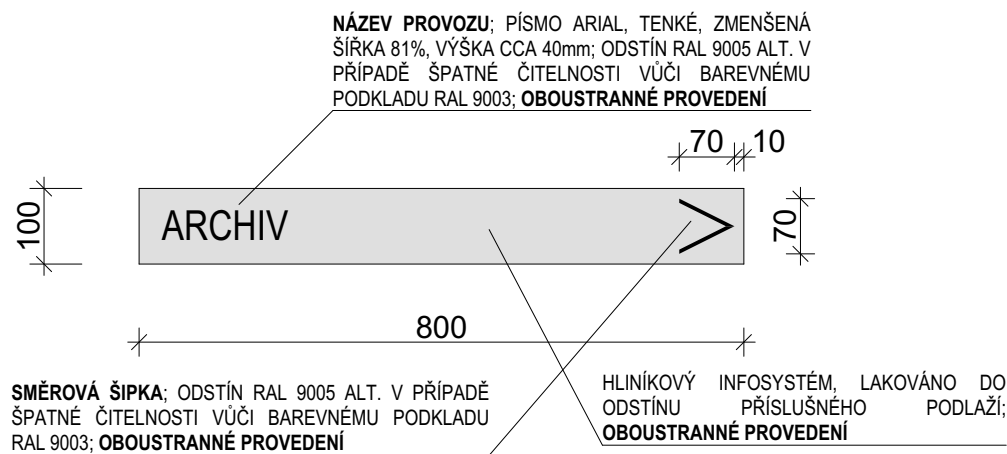 NÁZEV PROVOZU; PÍSMO ARIAL, TENKÉ, ZMENŠENÁ
ŠÍŘKA 81%, VÝŠKA CCA 40mm; ODSTÍN RAL 9005 ALT. V
PŘÍPADĚ ŠPATNÉ ČITELNOSTI VŮČI BAREVNÉMU
PODKLADU RAL 9003; OBOUSTRANNÉ PROVEDENÍ
70 10
100
ARCHIV
70
800
SMĚROVÁ ŠIPKA; ODSTÍN RAL 9005 ALT. V PŘÍPADĚ
ŠPATNÉ ČITELNOSTI VŮČI BAREVNÉMU PODKLADU
RAL 9003; OBOUSTRANNÉ PROVEDENÍ
HLINÍKOVÝ INFOSYSTÉM, LAKOVÁNO DO
ODSTÍNU PŘÍSLUŠNÉHO PODLAŽÍ;
OBOUSTRANNÉ PROVEDENÍ